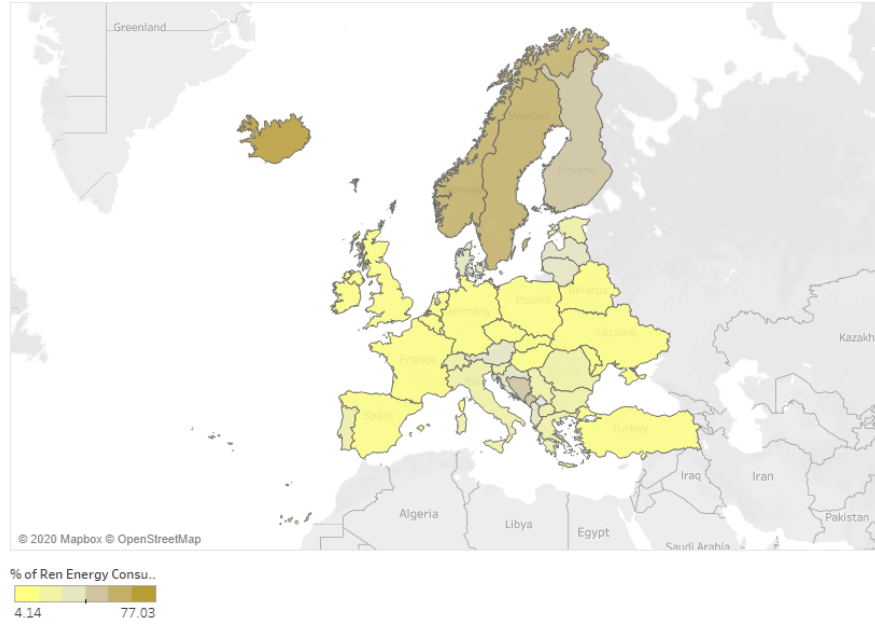 Greenland
Sweden
Norway
Finland
Belarus
Poland
Germany
Ukraine
Kazakh
France
Italy
Spain
Turkey
Iraq
Iran
Algeria
Libya
Egypt
Pakistan
Saudi Arabia
© 2020 Mapbox © OpenStreetMap
% of Ren Energy Consu..
4.14 77.03